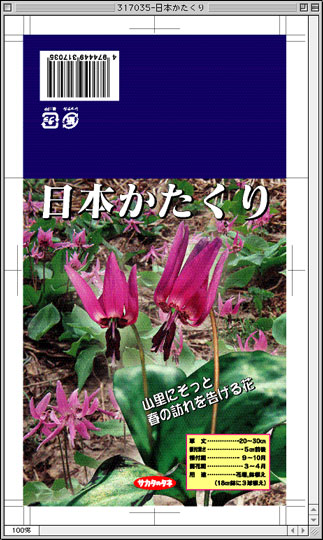 317035-日本かたくり
4 974449 317035
日本かたくり
山里にそっと
春の訪れを告げる花
草丈……………20~30cm
植付深さ……………5cm前後
植付期……………9~10月
開花期……………3~4月
用途……………花壇、鉢植え
(18cm鉢に3球植え)
サカタのタネ
100%